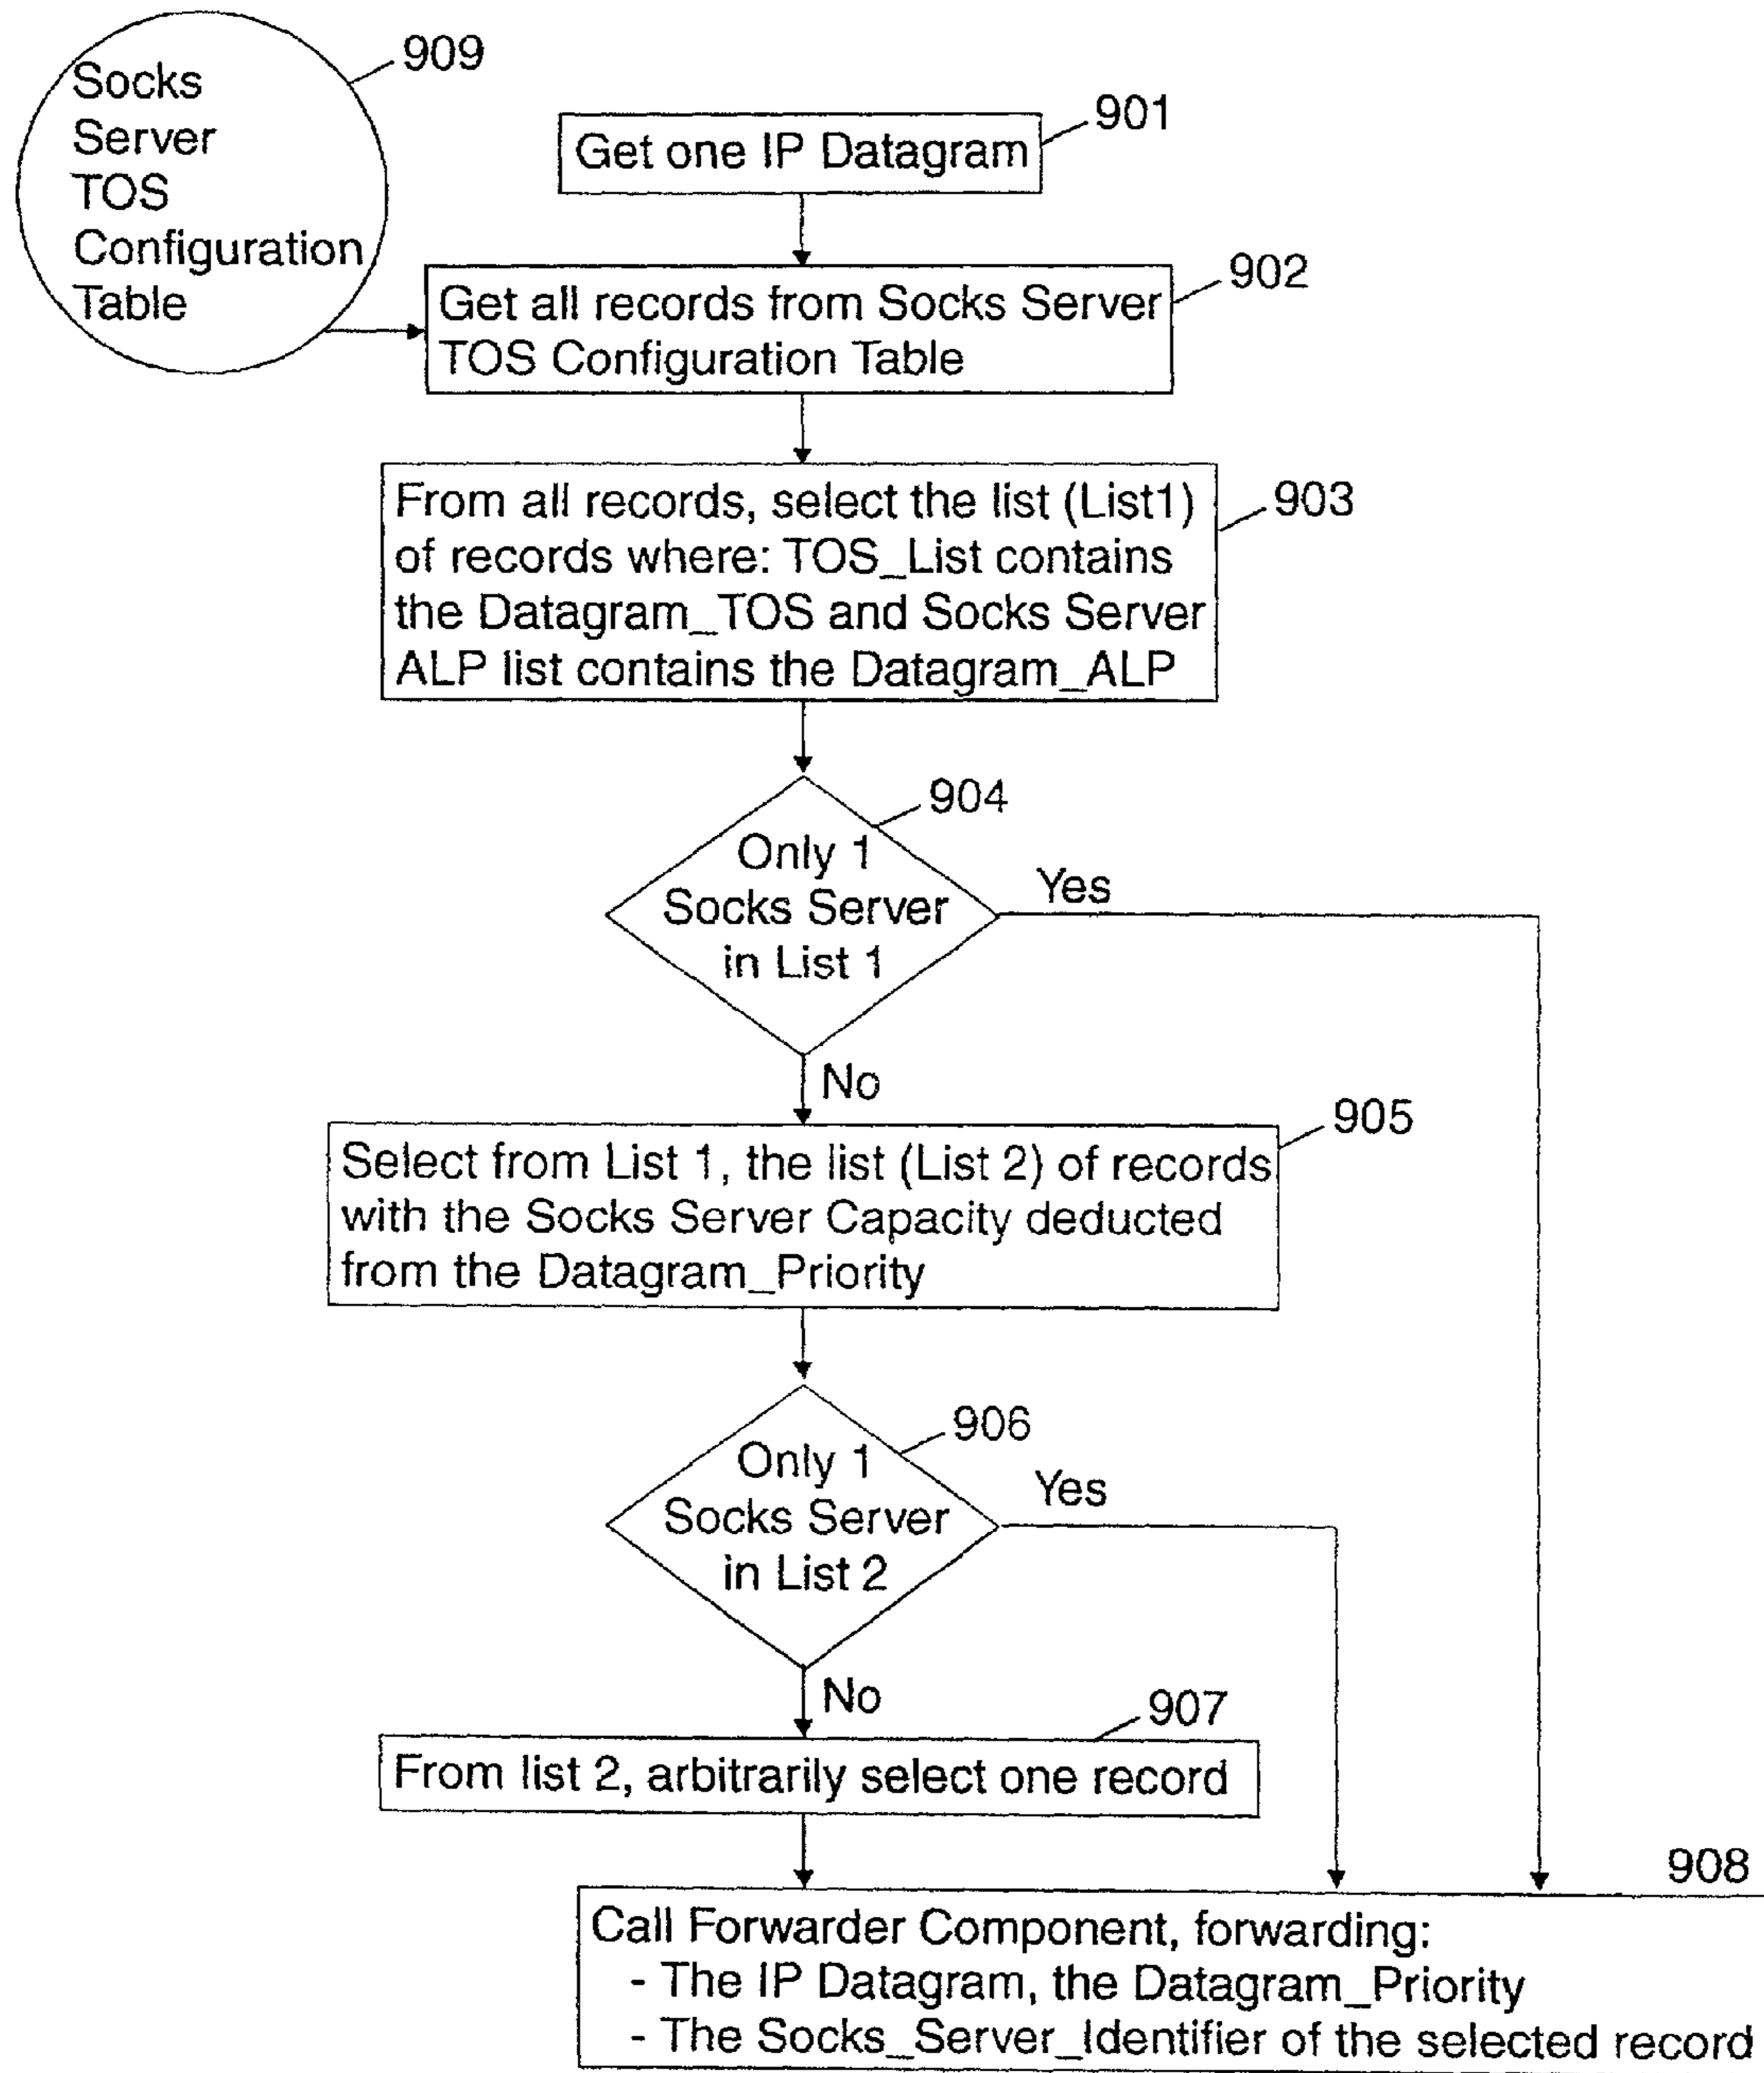 Socks
Server
TOS
Configuration
Table
909
Get one IP Datagram
901
Get all records from Socks Server
TOS Configuration Table
902
From all records, select the list (List1)
of records where: TOS_List contains
the Datagram_TOS and Socks Server
ALP list contains the Datagram_ALP
903
Only 1
Socks Server
in List 1
904
Yes
No
Select from List 1, the list (List 2) of records
with the Socks Server Capacity deducted
from the Datagram_Priority
905
Only 1
Socks Server
in List 2
906
Yes
No
From list 2, arbitrarily select one record
907
Call Forwarder Component, forwarding:
- The IP Datagram, the Datagram_Priority
- The Socks_Server_Identifier of the selected record
908